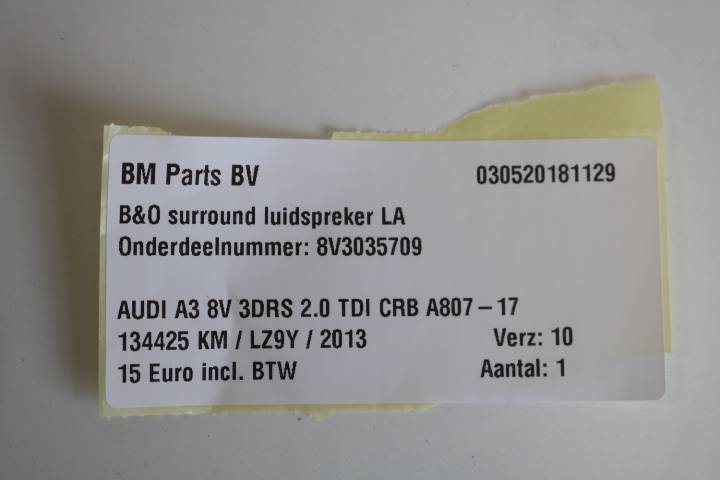 BM Parts BV 030520181129
B&O surround luidspreker LA
Onderdeelnummer: 8V3035709
AUDI A3 8V 3DRS 2.0 TDI CRB A807 – 17
134425 KM / LZ9Y / 2013 Verz: 10
15 Euro incl. BTW Aantal: 1